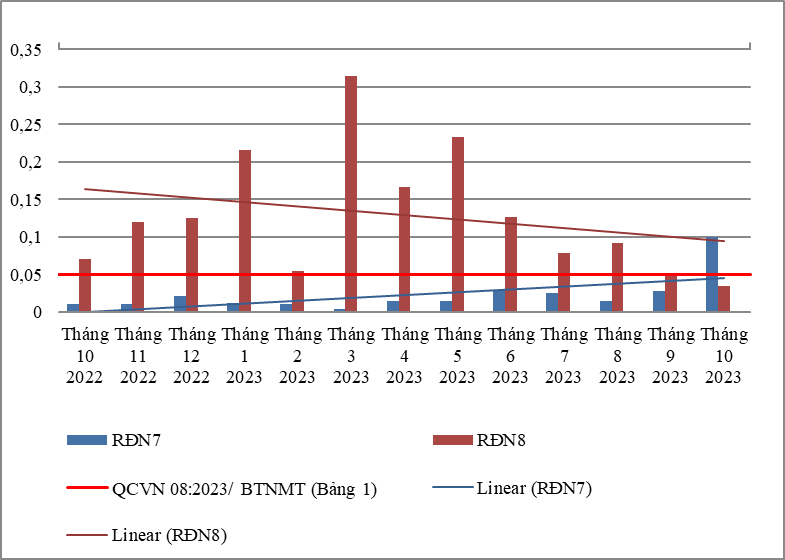 0,35
0,3
0,25
0,2
0,15
0,1
0,05
0
Tháng 10 2022
Tháng 11 2022
Tháng 12 2022
Tháng 1 2023
Tháng 2 2023
Tháng 3 2023
Tháng 4 2023
Tháng 5 2023
Tháng 6 2023
Tháng 7 2023
Tháng 8 2023
Tháng 9 2023
Tháng 10 2023
RĐN7
RĐN8
QCVN 08:2023/ BTNMT (Bảng 1)
Linear (RĐN7)
Linear (RĐN8)